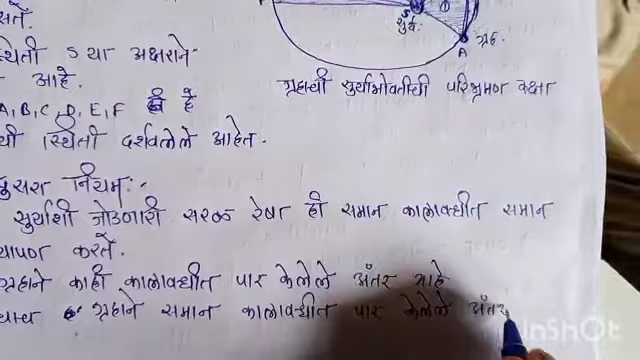 सूर्य
S
A ग्रह.
स्थिती S या अक्षराने
आहे.
ग्रहाची सुर्याभोवतीची परिभ्रमण कक्षा
A, B, C, D, E, F हे
स्थिती दर्शवलेले आहेत.
दुसरा नियम:-
सुर्याशी जोडणारी सरळ रेषा ही समान कालावधीत समान
करते.
ग्रहाने काही कालावधीत पार केलेले अंतर आहे
ग्रहाने समान कालावधीत पार केलेले अंतर
InShOt